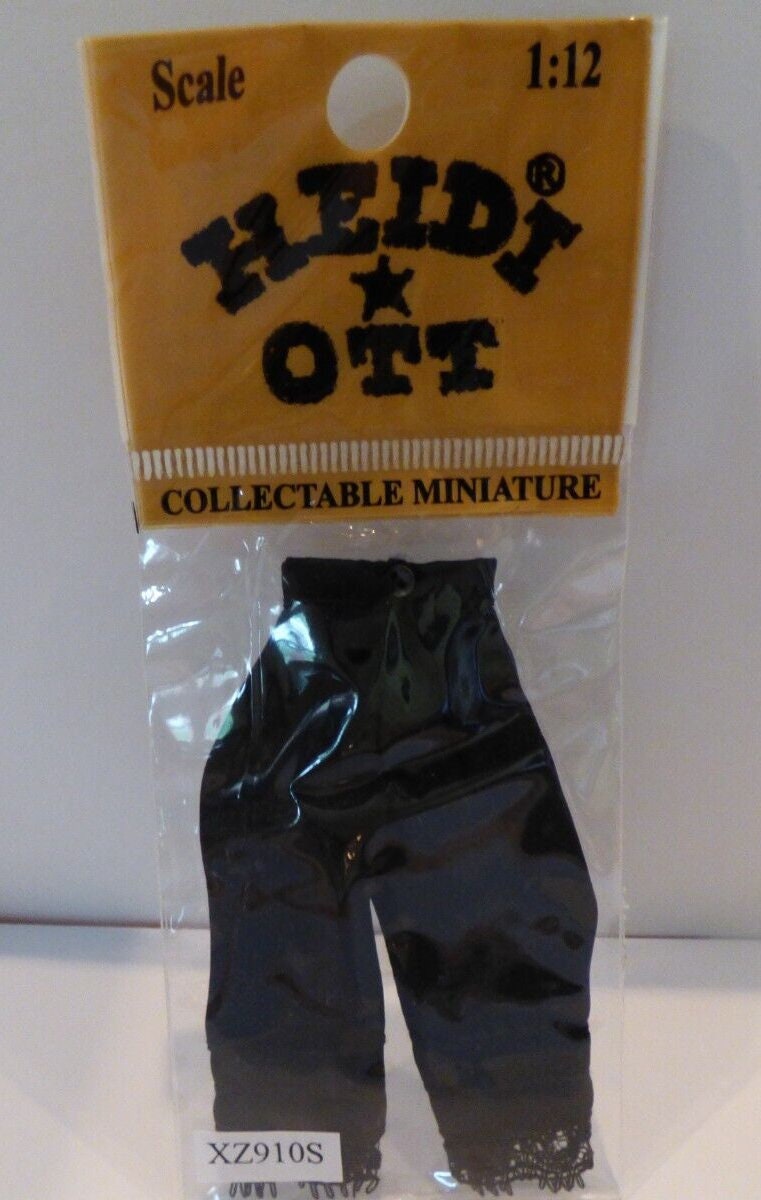 Scale 1:12
HEIDI®
OTT
COLLECTABLE MINIATURE
XZ910S